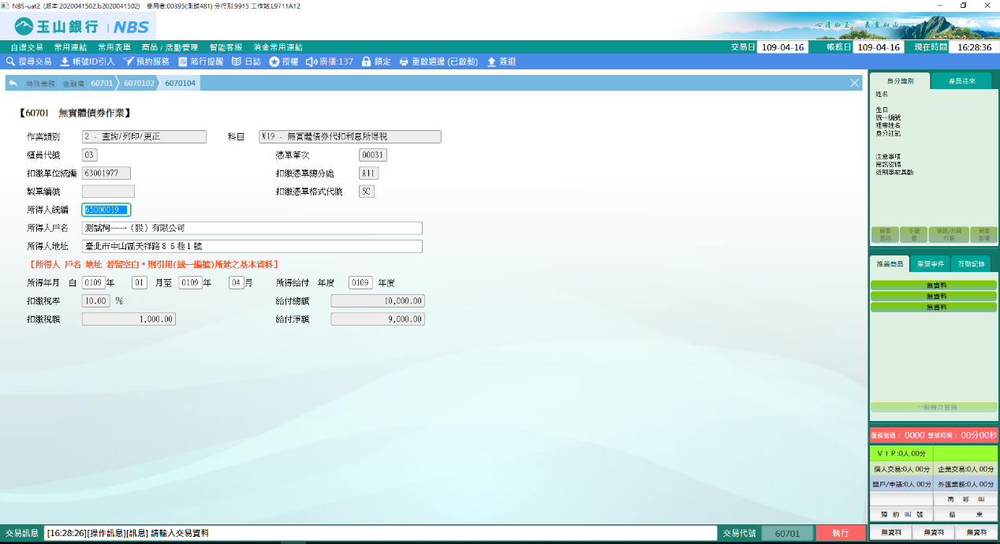 NBS-uat2 (版本:2020041502.b2020041502) 使用者:00395(測試481) 分行別:9915 工作站:L9711A12
玉山銀行 NBS
心清如玉。義重如山。
自選交易 常用連結 常用表單 商品/活動管理 智能客服 消金常用連結 交易日 109-04-16 帳務日 109-04-16 現在時間 16:28:36
搜尋交易 帳號ID引入 預約服務 蒞行提醒 日誌 授權 廣播:137 鎖定 重啟週邊 (已啟動) 簽退
特殊業務 金融債 60701 6070102 6070104
【60701 無實體債券作業】
作業類別 2 - 查詢/列印/更正 科目 W19 - 無實體債券代扣利息所得稅
櫃員代號 03 憑單筆次 00031
扣繳單位統編 63001977 扣繳憑單縣分處 A11
製單編號 扣繳憑單格式代號 5C
所得人統編 65000019
所得人戶名 測試柯一一〈股〉有限公司
所得人地址 臺北市中山區天祥路86巷1號
[所得人 戶名 地址 若留空白,則引用(統一編號)所建之基本資料]
所得年月 自 0109 年 01 月至 0109 年 04 月 所得給付 年度 0109 年度
扣繳稅率 10.00 % 給付總額 10,000.00
扣繳稅額 1,000.00 給付淨額 9,000.00
身分識別 產品往來
姓名
生日
統一編號
理專姓名
身分註記
注意事項
簡訊密碼
近期事故異動
推薦商品 重要事件 互動紀錄
無資料
無資料
無資料
一般轉介登錄
服務號碼: 0000 等候時間: 00分00秒
VIP:0人 00分
個人交易:0人 00分 企業交易:0人 00分
開戶/申請:0人 00分 外匯業務:0人 00分
再 呼 叫
預 約 叫 號 結 束
無資料 無資料 無資料
交易訊息 [16:28:26][操作訊息][訊息] 請輸入交易資料 交易代號 60701 執行